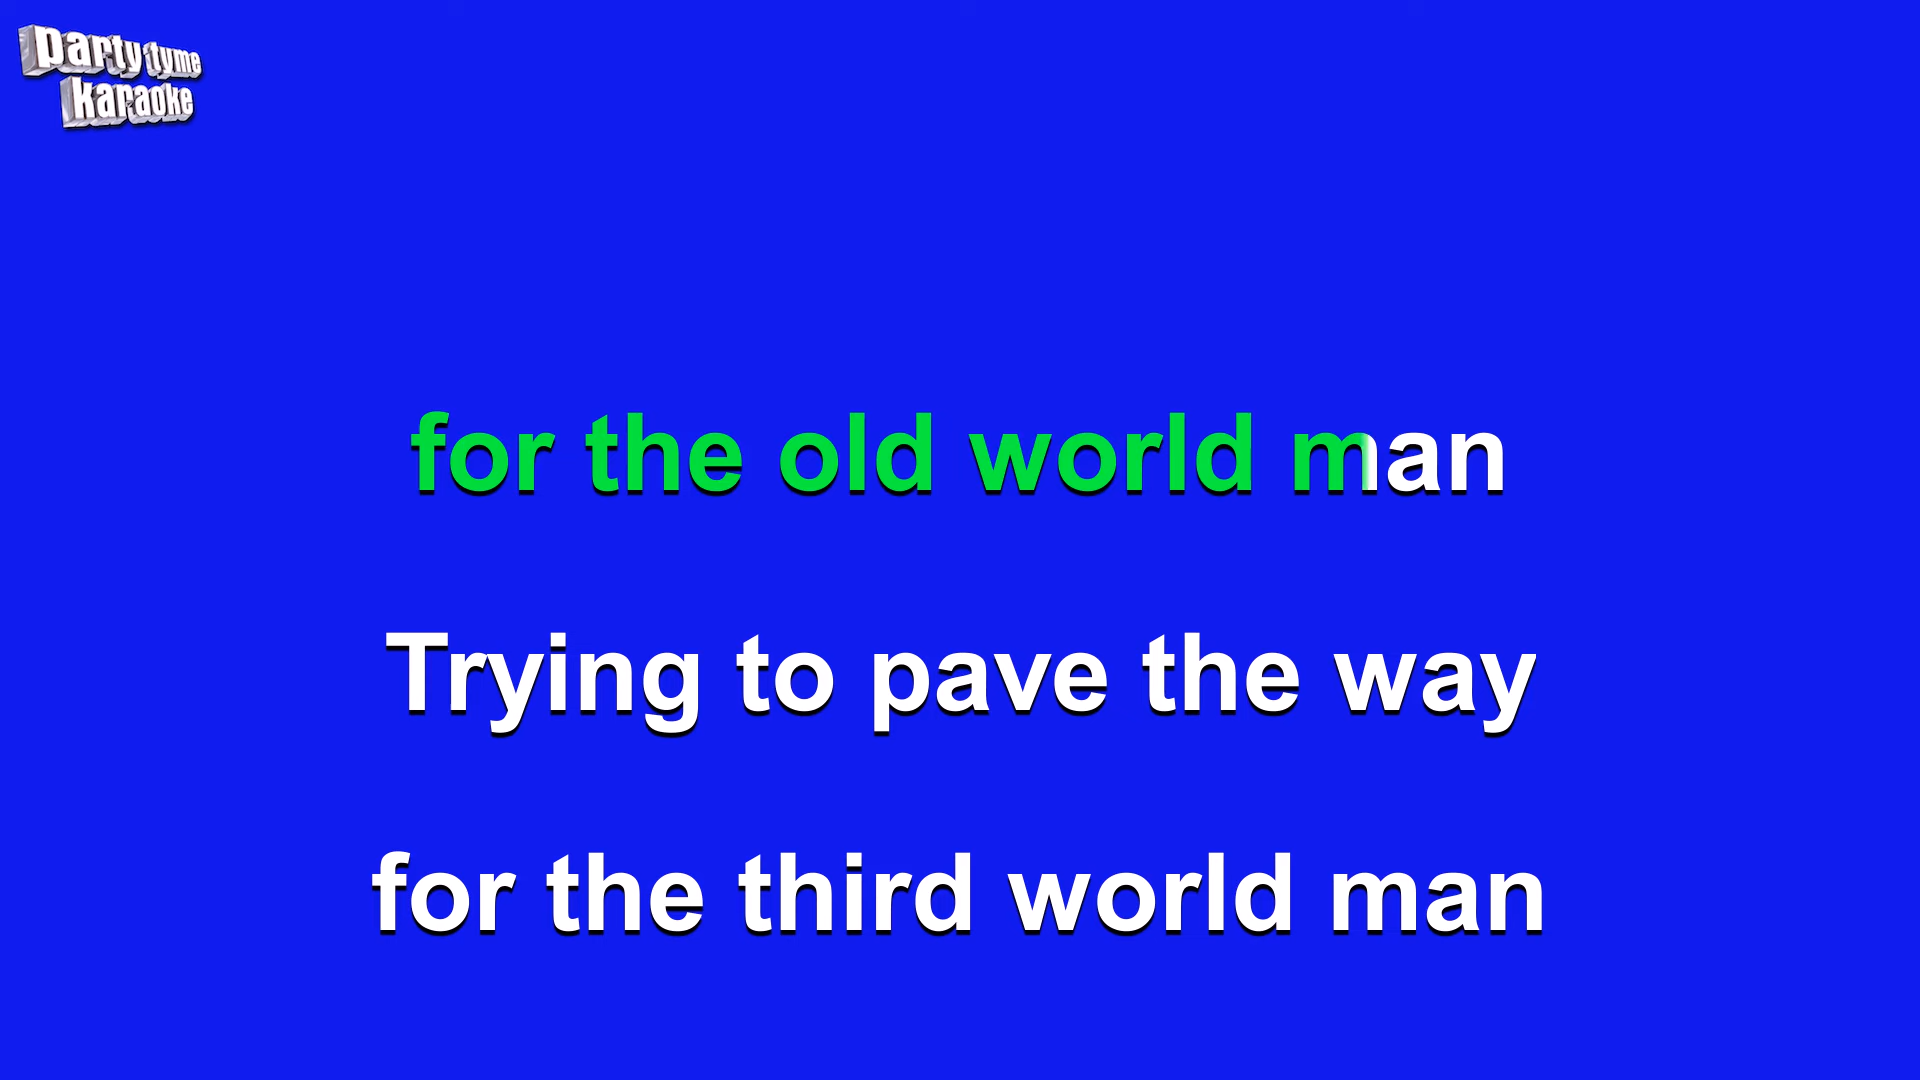 party tyme
karaoke
for the old world man
Trying to pave the way
for the third world man